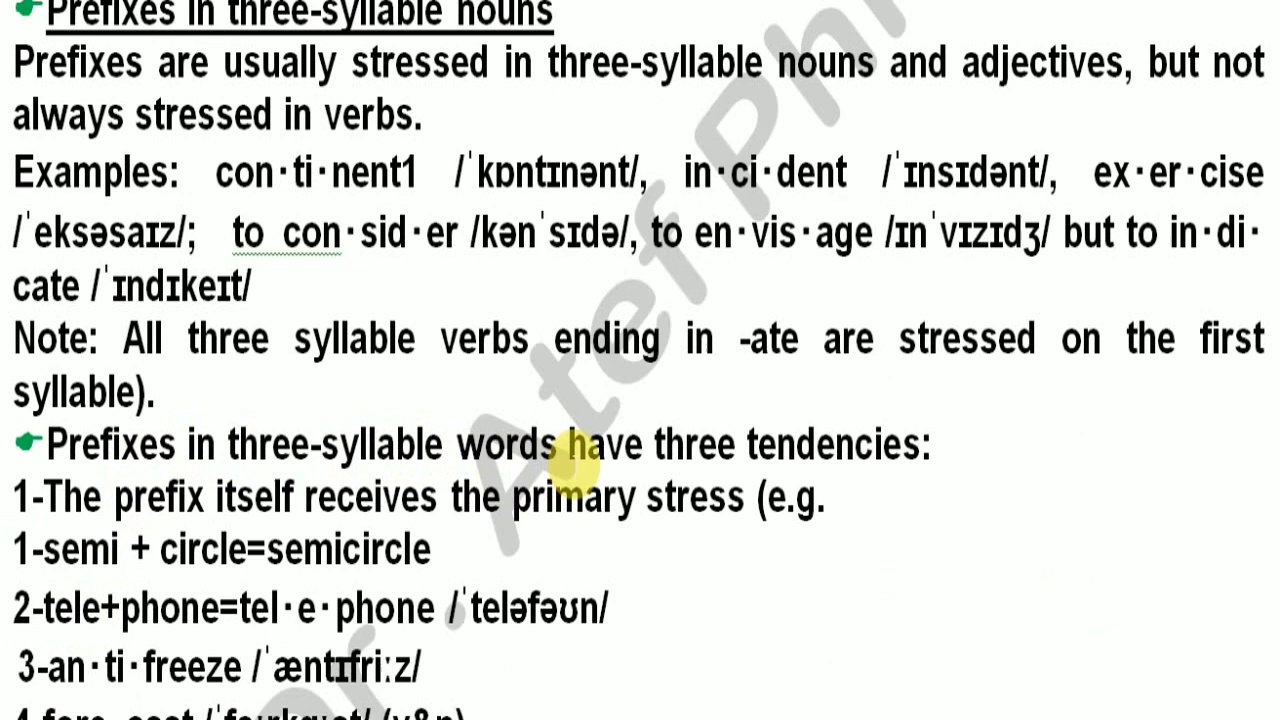 Prefixes in three-syllable nouns
Prefixes are usually stressed in three-syllable nouns and adjectives, but not
always stressed in verbs.
Examples: con·ti·nent1 /ˈkɒntɪnənt/, in·ci·dent /ˈɪnsɪdənt/, ex·er·cise
/ˈeksəsaɪz/; to con·sid·er /kənˈsɪdə/, to en·vis·age /ɪnˈvɪzɪdʒ/ but to in·di·
cate /ˈɪndɪkeɪt/
Note: All three syllable verbs ending in -ate are stressed on the first
syllable).
Prefixes in three-syllable words have three tendencies:
1-The prefix itself receives the primary stress (e.g.
1-semi + circle=semicircle
2-tele+phone=tel·e·phone /ˈteləfəʊn/
3-an·ti·freeze /ˈæntɪfriːz/
Dr. Atef